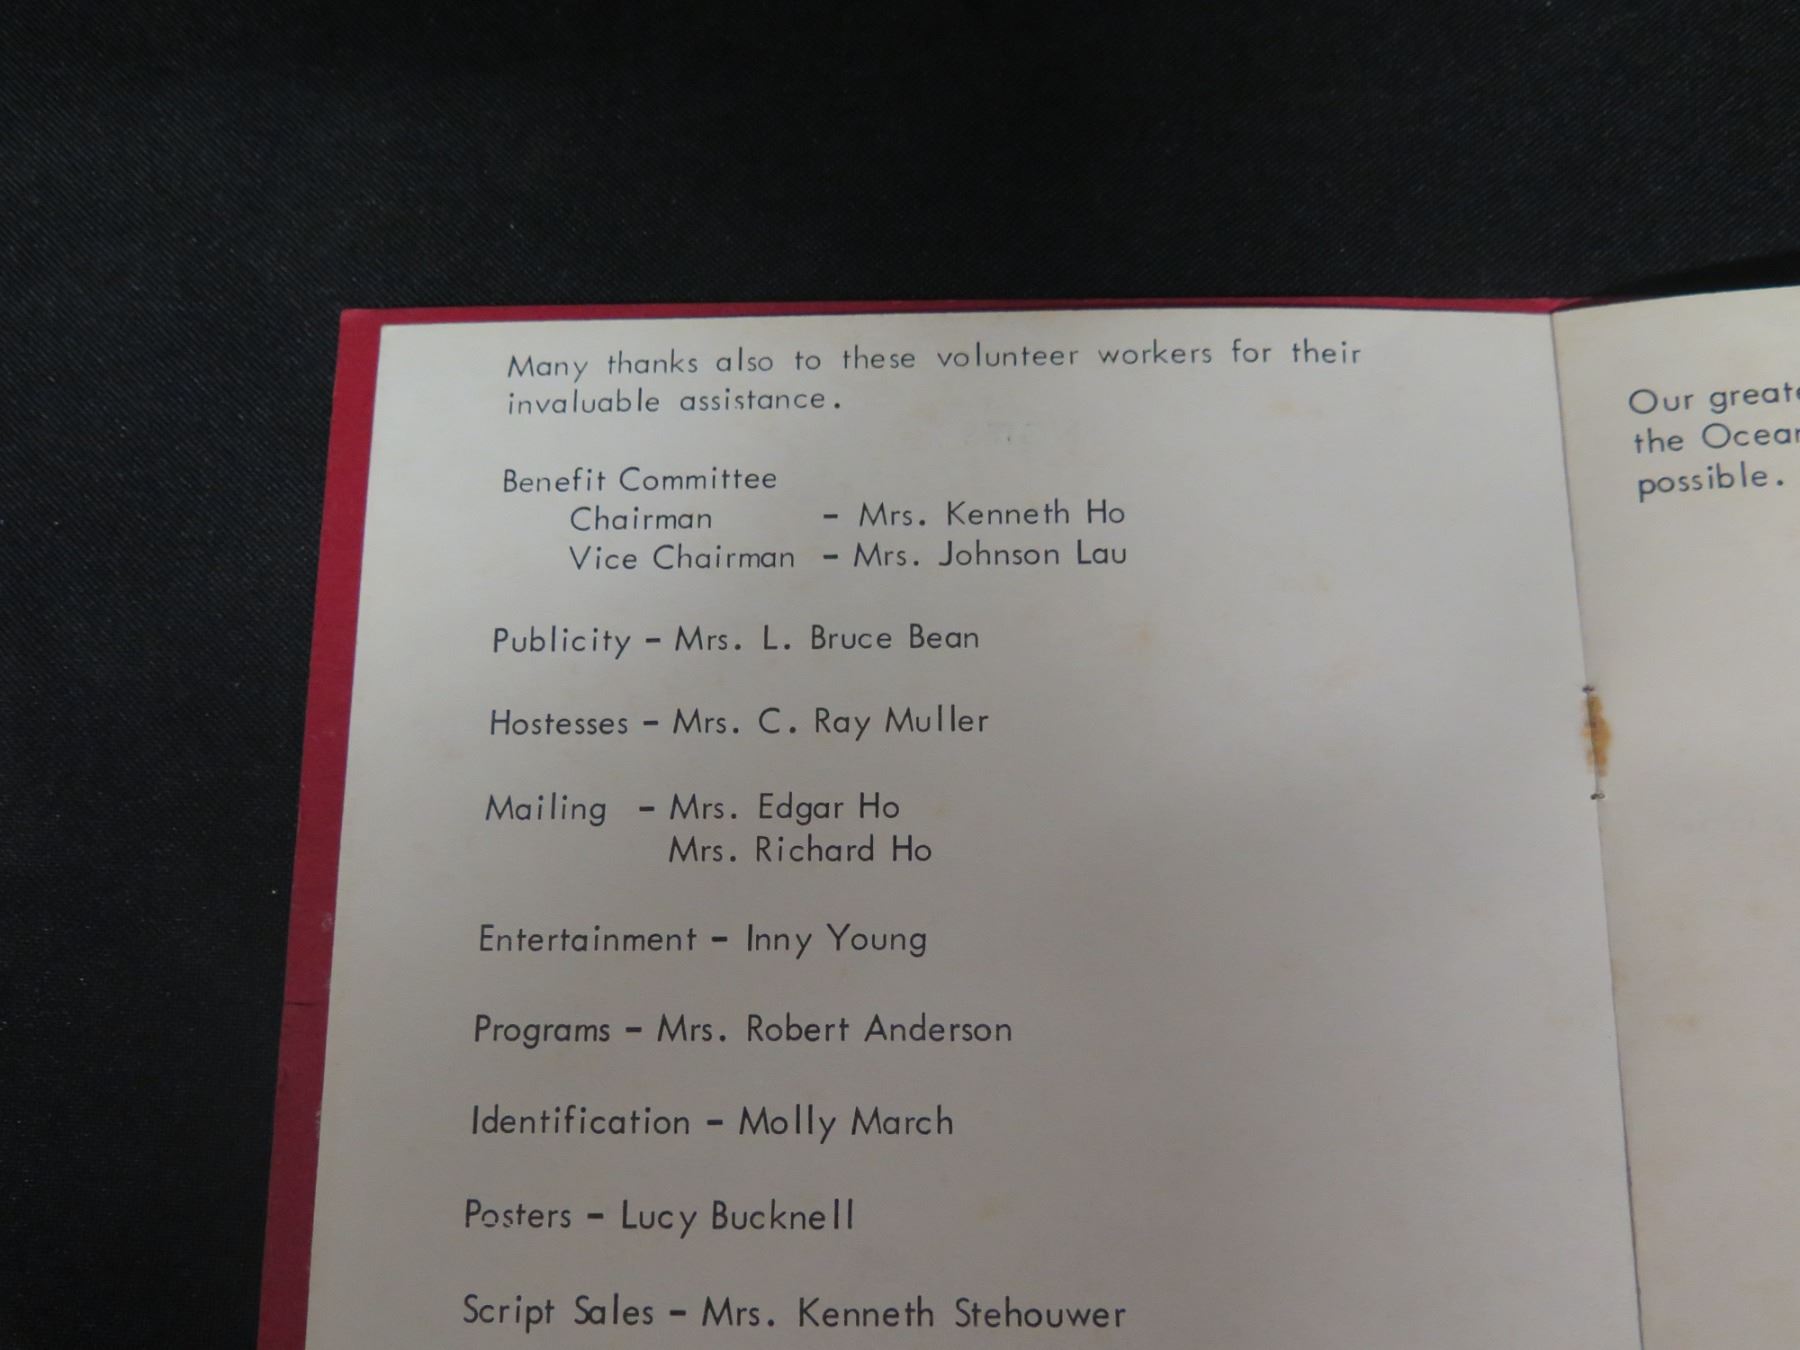 Many thanks also to these volunteer workers for their
invaluable assistance.
Benefit Committee
Chairman - Mrs. Kenneth Ho
Vice Chairman - Mrs. Johnson Lau
Publicity - Mrs. L. Bruce Bean
Hostesses - Mrs. C. Ray Muller
Mailing - Mrs. Edgar Ho
Mrs. Richard Ho
Entertainment - Inny Young
Programs - Mrs. Robert Anderson
Identification - Molly March
Posters - Lucy Bucknell
Script Sales - Mrs. Kenneth Stehouwer
Our
the
possible.